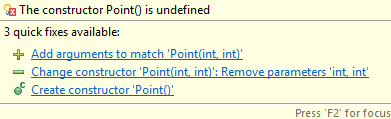 The constructor Point() is undefined
3 quick fixes available:
Add arguments to match 'Point(int, int)'
Change constructor 'Point(int, int)': Remove parameters 'int, int'
Create constructor 'Point()'
Press 'F2' for focus